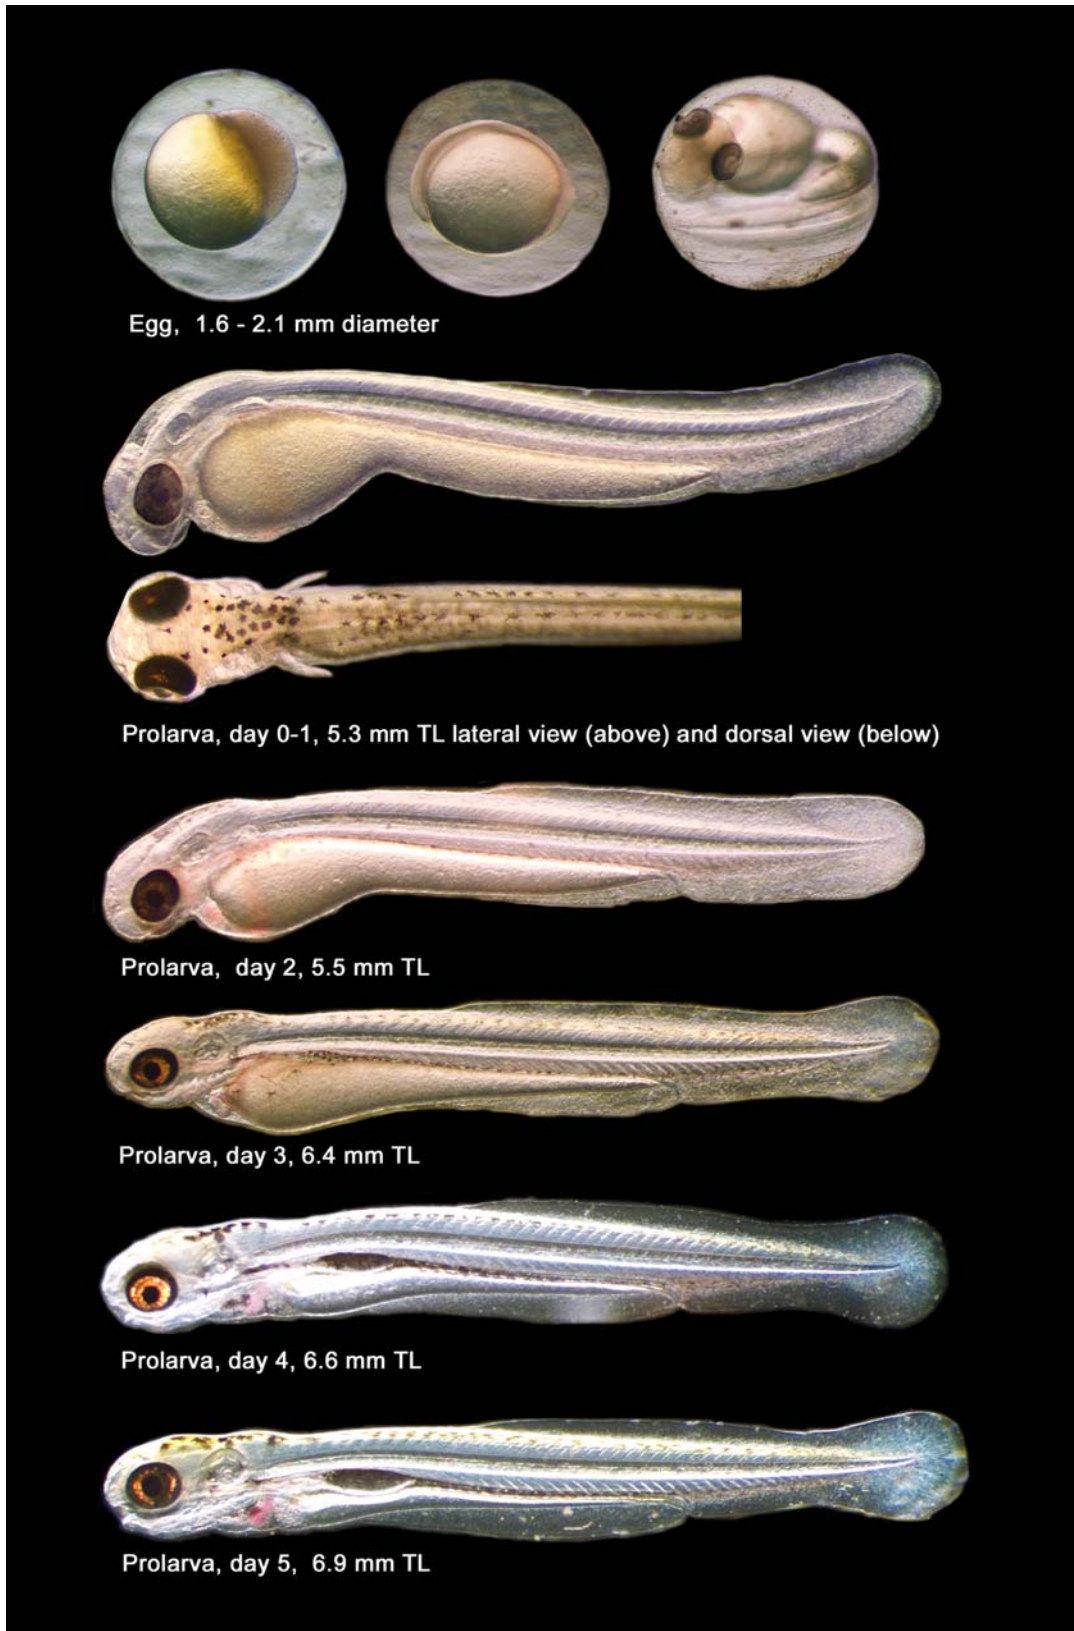 Egg,  1.6 - 2.1 mm diameter
Prolarva, day 0-1, 5.3 mm TL lateral view (above) and dorsal view (below)
Prolarva,  day 2, 5.5 mm TL
Prolarva, day 3, 6.4 mm TL
Prolarva, day 4, 6.6 mm TL
Prolarva, day 5,  6.9 mm TL